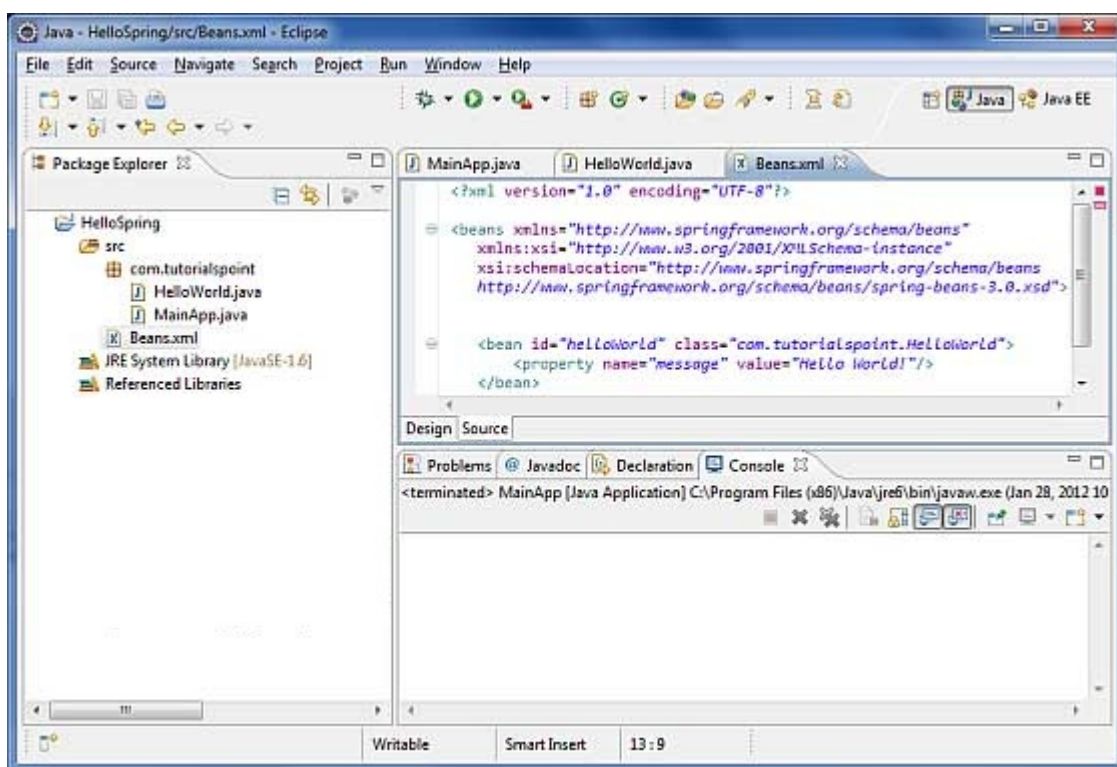 Java - HelloSpring/src/Beans.xml - Eclipse
File Edit Source Navigate Search Project Run Window Help
Java Java EE
Package Explorer
HelloSpring
src
com.tutorialspoint
HelloWorld.java
MainApp.java
Beans.xml
JRE System Library [JavaSE-1.6]
Referenced Libraries
MainApp.java HelloWorld.java Beans.xml
<?xml version="1.0" encoding="UTF-8"?>
<beans xmlns="http://www.springframework.org/schema/beans"
xmlns:xsi="http://www.w3.org/2001/XMLSchema-instance"
xsi:schemaLocation="http://www.springframework.org/schema/beans
http://www.springframework.org/schema/beans/spring-beans-3.0.xsd">
<bean id="helloWorld" class="com.tutorialspoint.HelloWorld">
<property name="message" value="Hello World!"/>
</bean>
Design Source
Problems Javadoc Declaration Console
<terminated> MainApp [Java Application] C:\Program Files (x86)\Java\jre6\bin\javaw.exe (Jan 28, 2012 10
Writable Smart Insert 13:9